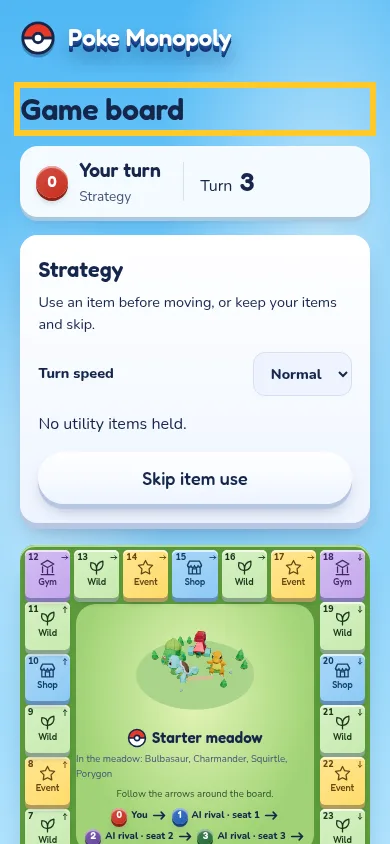 Poke Monopoly
Game board
0 Your turn
Strategy
Turn 3
Strategy
Use an item before moving, or keep your items
and skip.
Turn speed
Normal
No utility items held.
Skip item use
12 → 13 → 14 → 15 → 16 → 17 → 18 ↓
Gym Wild Event Shop Wild Event Gym
11 ↑ 19 ↓
Wild Wild
10 ↑ 20 ↓
Shop Shop
9 ↑ 21 ↓
Wild Wild
Starter meadow
In the meadow: Bulbasaur, Charmander, Squirtle,
Porygon
8 ↑ 22 ↓
Event Event
Follow the arrows around the board.
7 ↑ 23 ↓
0 You → 1 AI rival · seat 1 →
Wild Wild
2 AI rival · seat 2 → 3 AI rival · seat 3 →